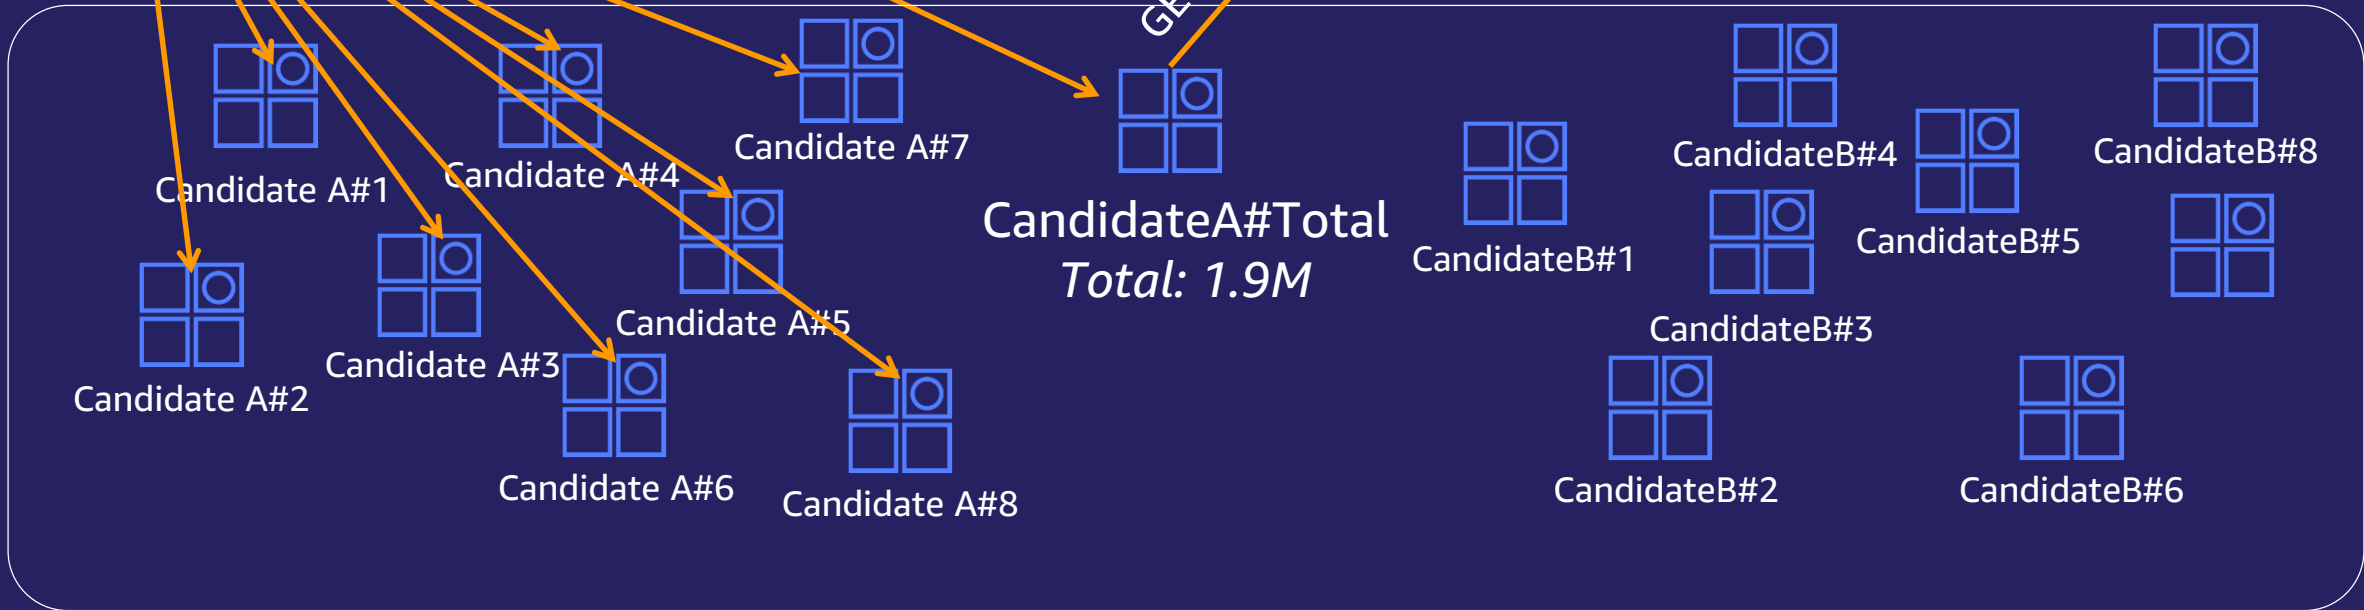 GE
Candidate A#1
Candidate A#4
Candidate A#7
Candidate A#2
Candidate A#3
Candidate A#5
Candidate A#6
Candidate A#8
CandidateA#Total
Total: 1.9M
CandidateB#1
CandidateB#4
CandidateB#5
CandidateB#8
CandidateB#3
CandidateB#2
CandidateB#6